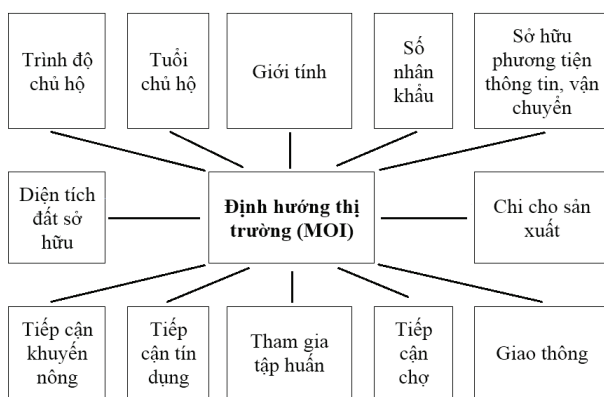 Trình độ
chủ hộ
Tuổi
chủ hộ
Giới tính
Số
nhân
khẩu
Sở hữu
phương tiện
thông tin, vận
chuyển
Diện tích
đất sở
hữu
Định hướng thị
trường (MOI)
Chi cho sản
xuất
Tiếp cận
khuyến
nông
Tiếp
cận tín
dụng
Tham gia
tập huấn
Tiếp
cận
chợ
Giao thông